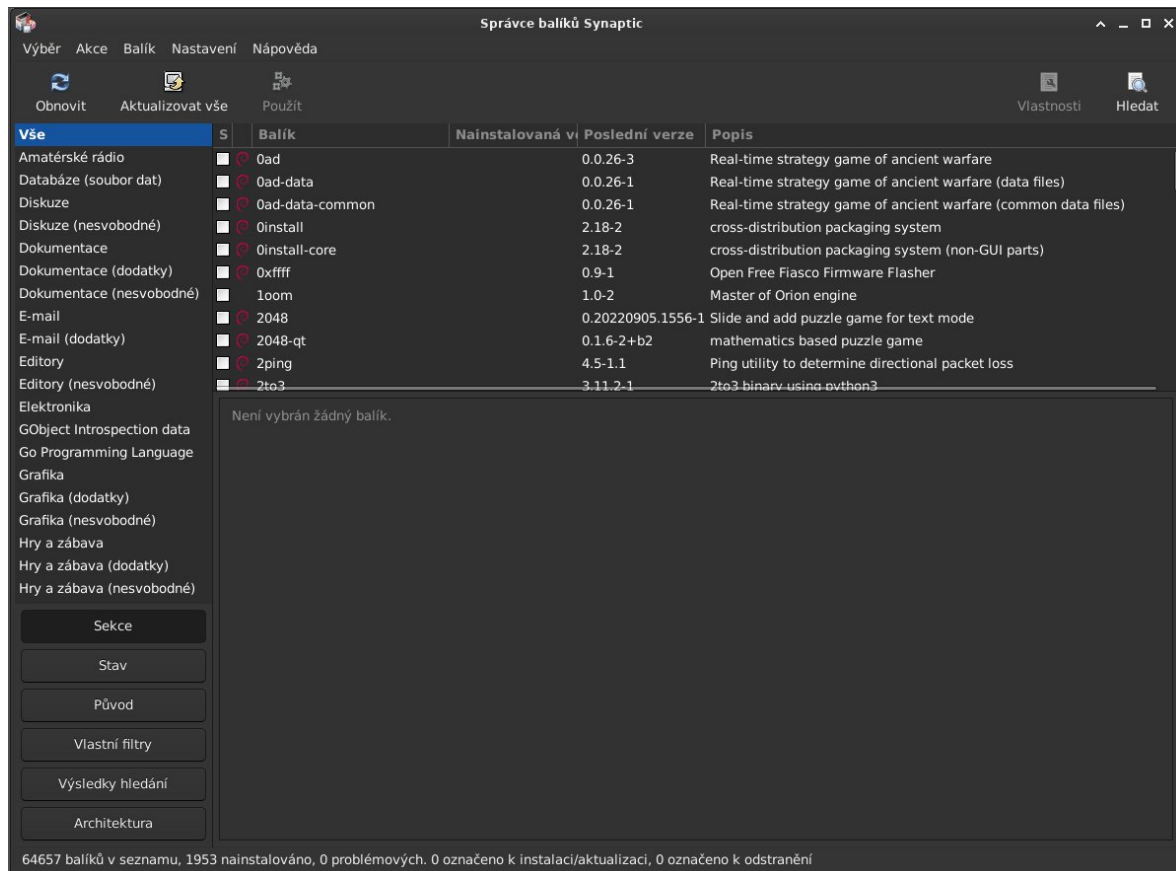 Správce balíků Synaptic
Výběr Akce Balík Nastavení Nápověda
Obnovit Aktualizovat vše Použít Vlastnosti Hledat
Vše
Amatérské rádio
Databáze (soubor dat)
Diskuze
Diskuze (nesvobodné)
Dokumentace
Dokumentace (dodatky)
Dokumentace (nesvobodné)
E-mail
E-mail (dodatky)
Editory
Editory (nesvobodné)
Elektronika
GObject Introspection data
Go Programming Language
Grafika
Grafika (dodatky)
Grafika (nesvobodné)
Hry a zábava
Hry a zábava (dodatky)
Hry a zábava (nesvobodné)
Sekce
Stav
Původ
Vlastní filtry
Výsledky hledání
Architektura
S Balík Nainstalovaná ve Poslední verze Popis
0ad 0.0.26-3 Real-time strategy game of ancient warfare
0ad-data 0.0.26-1 Real-time strategy game of ancient warfare (data files)
0ad-data-common 0.0.26-1 Real-time strategy game of ancient warfare (common data files)
0install 2.18-2 cross-distribution packaging system
0install-core 2.18-2 cross-distribution packaging system (non-GUI parts)
0xffff 0.9-1 Open Free Fiasco Firmware Flasher
1oom 1.0-2 Master of Orion engine
2048 0.20220905.1556-1 Slide and add puzzle game for text mode
2048-qt 0.1.6-2+b2 mathematics based puzzle game
2ping 4.5-1.1 Ping utility to determine directional packet loss
2to3 3.11.2-1 2to3 binary using python3
Není vybrán žádný balík.
64657 balíků v seznamu, 1953 nainstalováno, 0 problémových. 0 označeno k instalaci/aktualizaci, 0 označeno k odstranění